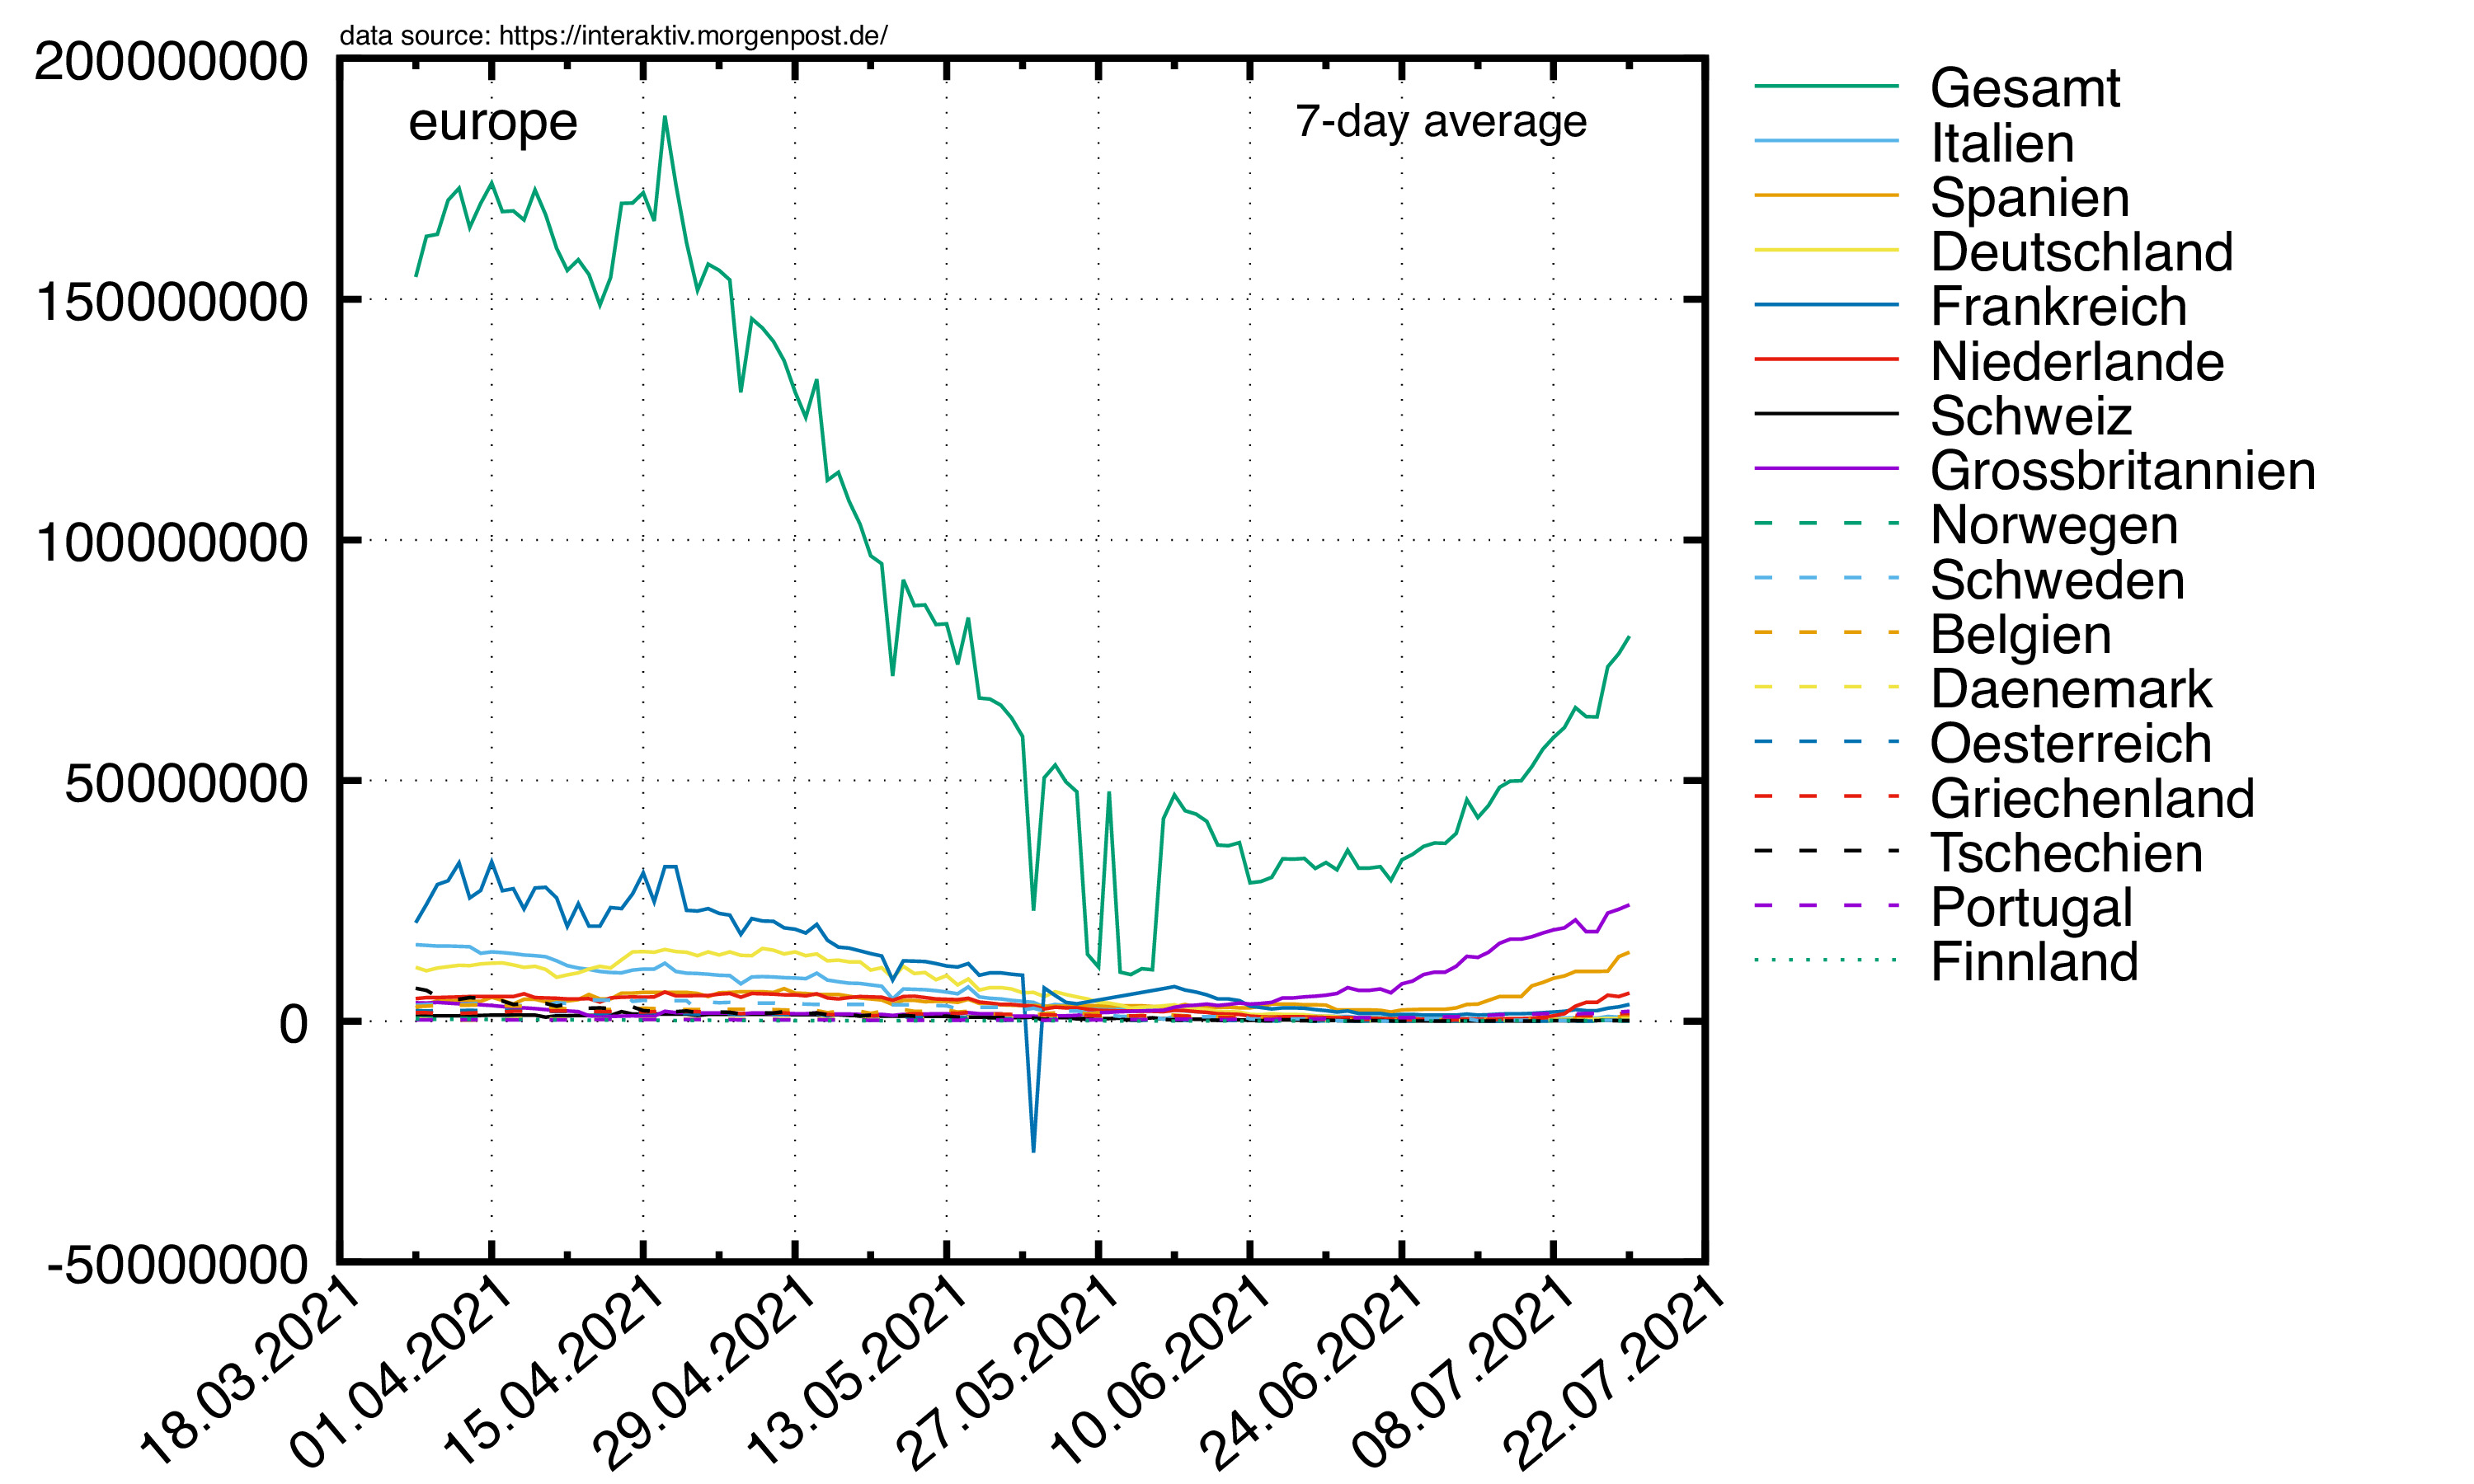 data source: https://interaktiv.morgenpost.de/
europe
7-day average
200000000
150000000
100000000
50000000
0
-50000000
18.03.2021
01.04.2021
15.04.2021
29.04.2021
13.05.2021
27.05.2021
10.06.2021
24.06.2021
08.07.2021
22.07.2021
Gesamt
Italien
Spanien
Deutschland
Frankreich
Niederlande
Schweiz
Grossbritannien
Norwegen
Schweden
Belgien
Daenemark
Oesterreich
Griechenland
Tschechien
Portugal
Finnland